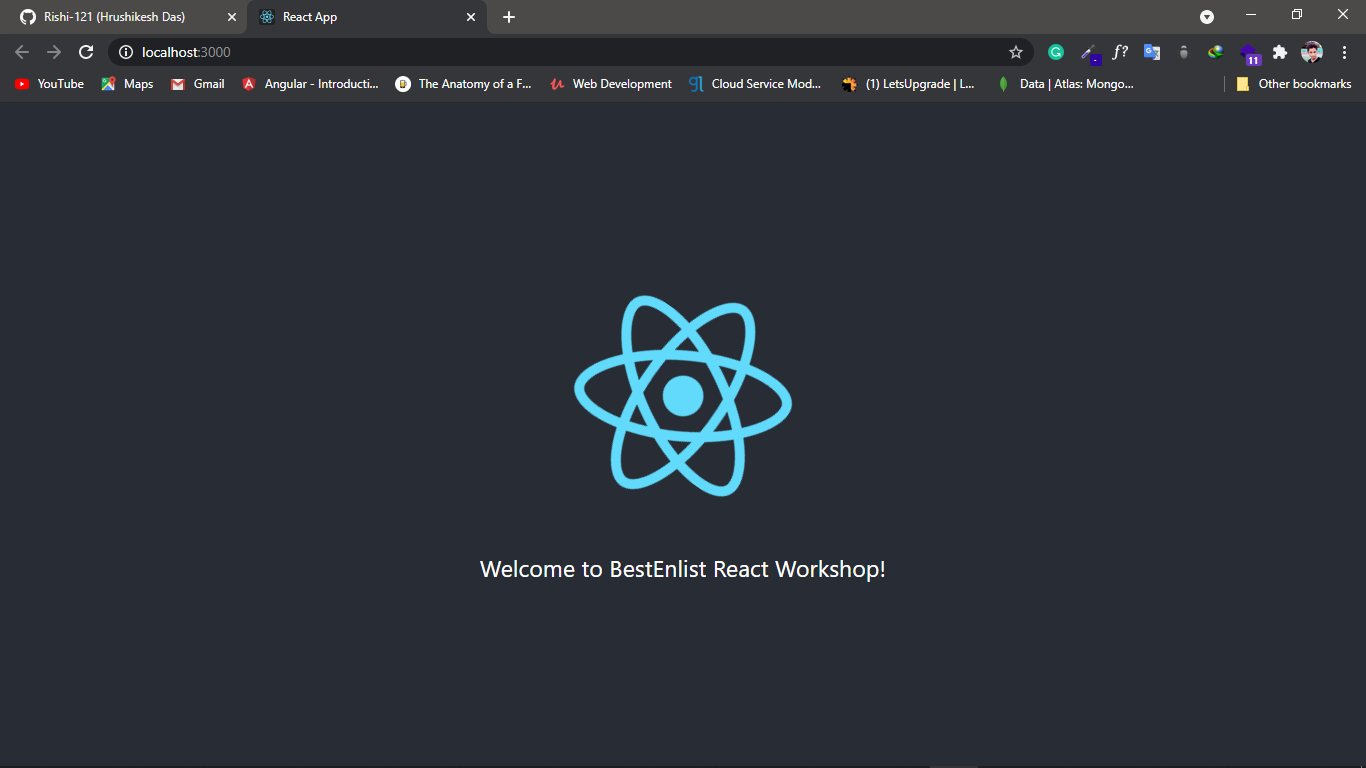 Rishi-121 (Hrushikesh Das)
React App
localhost:3000
f?
11
YouTube
Maps
Gmail
Angular - Introducti...
The Anatomy of a F...
Web Development
Cloud Service Mod...
(1) LetsUpgrade | L...
Data | Atlas: Mongo...
Other bookmarks
Welcome to BestEnlist React Workshop!